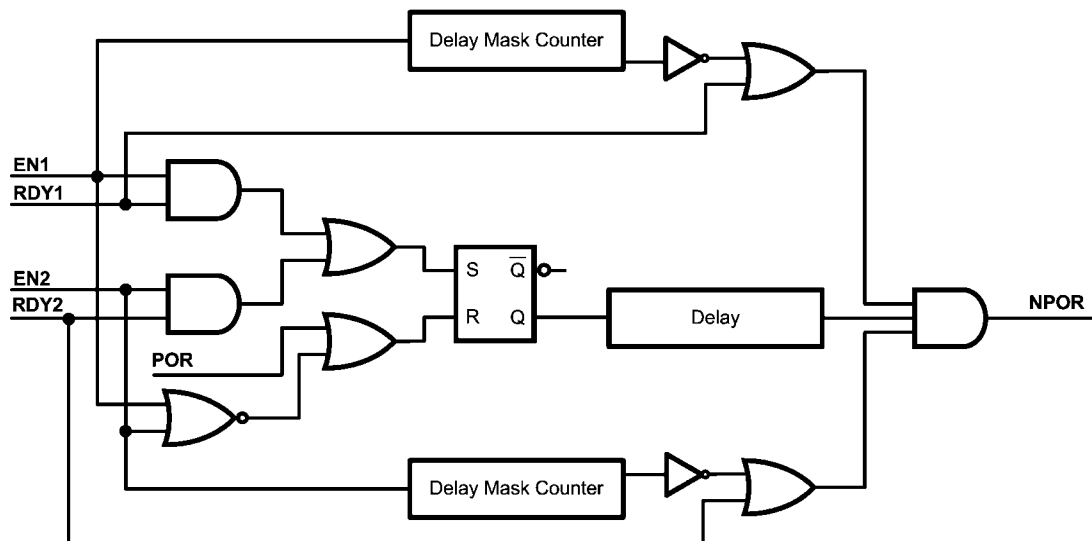 Delay Mask Counter
EN1
RDY1
EN2
RDY2
S Q̅
R Q
Delay
NPOR
POR
Delay Mask Counter